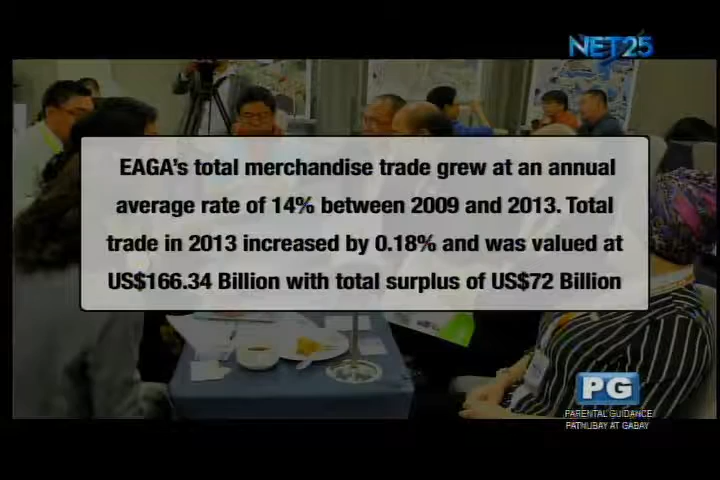 NET25
EAGA's total merchandise trade grew at an annual
average rate of 14% between 2009 and 2013. Total
trade in 2013 increased by 0.18% and was valued at
US$166.34 Billion with total surplus of US$72 Billion
PG
PARENTAL GUIDANCE
PATNUBAY AT GABAY